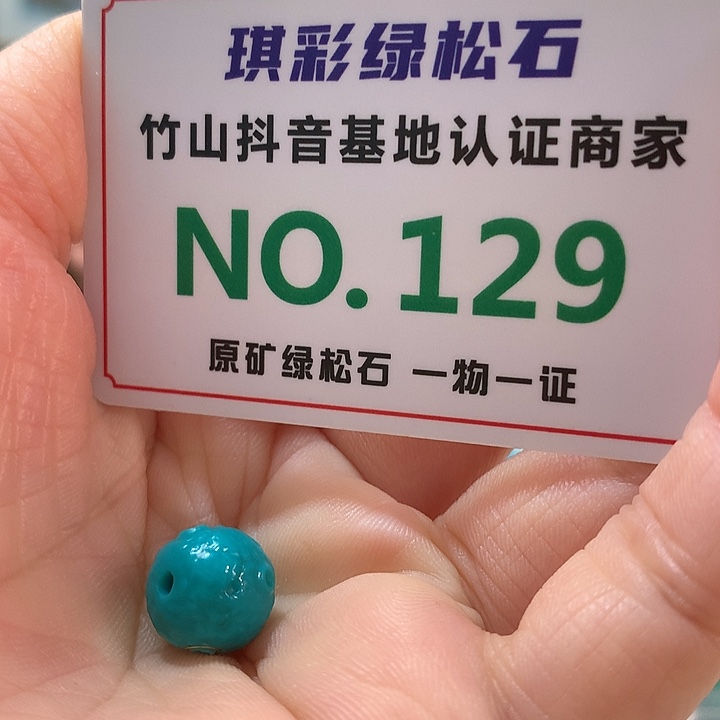 琪彩绿松石
竹山抖音基地认证商家
NO.129
原矿绿松石 一物一证